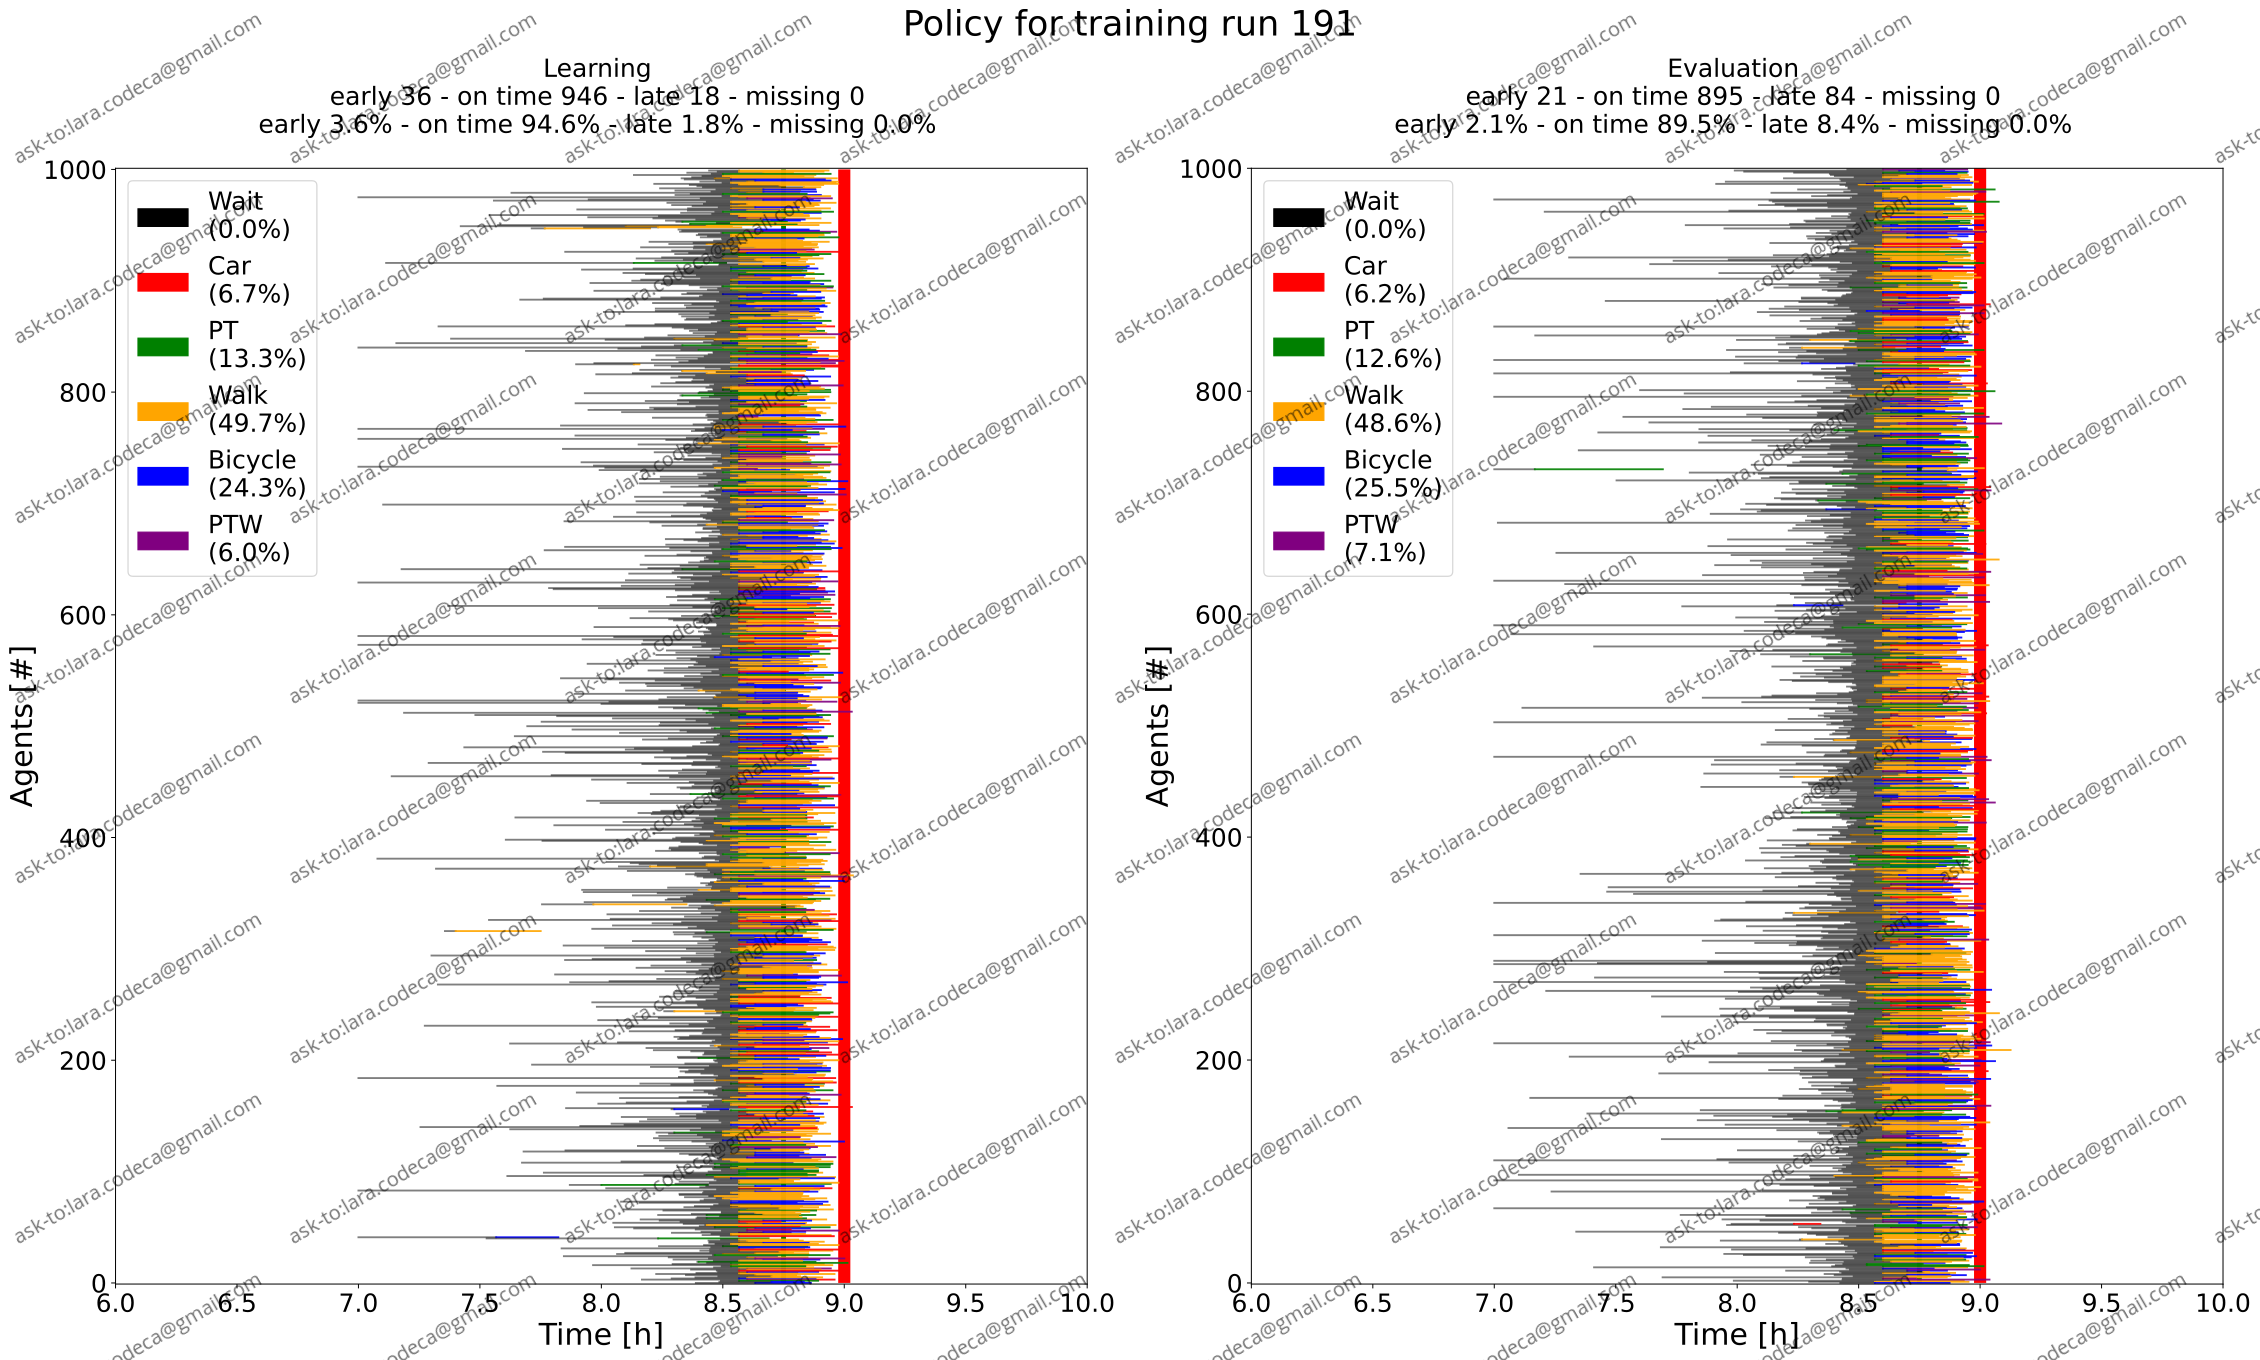 Policy for training run 191
Learning
early 36 - on time 946 - late 18 - missing 0
early 3.6% - on time 94.6% - late 1.8% - missing 0.0%
Agents [#]
1000
800
600
400
200
0
Wait
(0.0%)
Car
(6.7%)
PT
(13.3%)
Walk
(49.7%)
Bicycle
(24.3%)
PTW
(6.0%)
6.0 6.5 7.0 7.5 8.0 8.5 9.0 9.5 10.0
Time [h]
Evaluation
early 21 - on time 895 - late 84 - missing 0
early 2.1% - on time 89.5% - late 8.4% - missing 0.0%
Agents [#]
1000
800
600
400
200
0
Wait
(0.0%)
Car
(6.2%)
PT
(12.6%)
Walk
(48.6%)
Bicycle
(25.5%)
PTW
(7.1%)
6.0 6.5 7.0 7.5 8.0 8.5 9.0 9.5 10.0
Time [h]
ask-to:lara.codeca@gmail.com